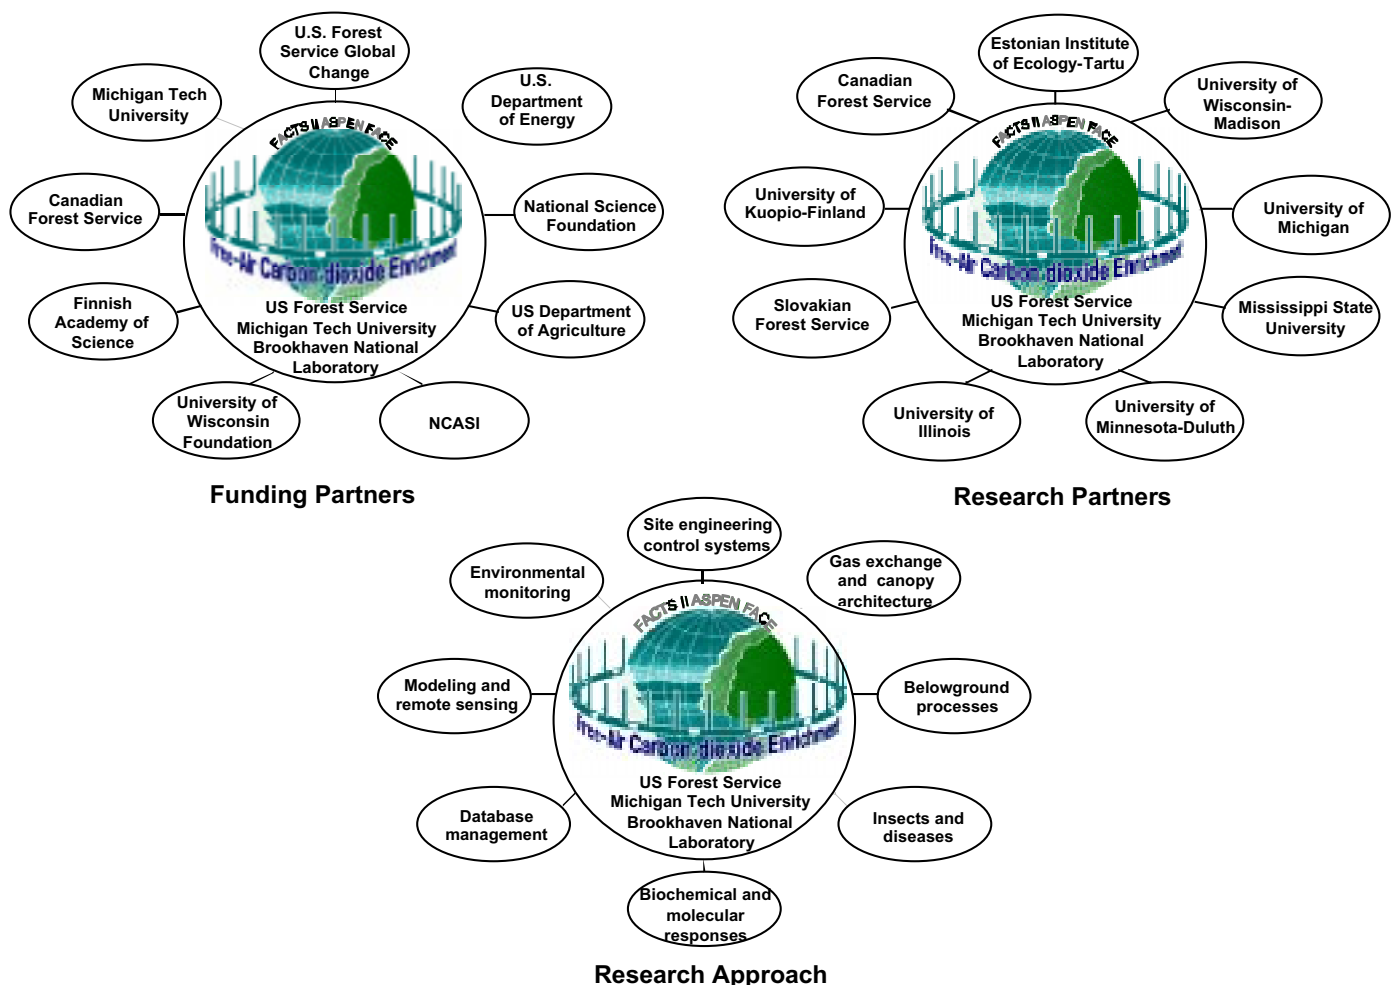 U.S. Forest
Service Global
Change
U.S.
Department
of Energy
Michigan Tech
University
FACTS II ASPEN FACE
Canadian
Forest Service
National Science
Foundation
Free-Air Carbon-dioxide Enrichment
Finnish
Academy of
Science
US Department
of Agriculture
US Forest Service
Michigan Tech University
Brookhaven National
Laboratory
University of
Wisconsin
Foundation
NCASI
Funding Partners
Estonian Institute
of Ecology-Tartu
Canadian
Forest Service
University of
Wisconsin-
Madison
FACTS II ASPEN FACE
University of
Kuopio-Finland
University of
Michigan
Free-Air Carbon-dioxide Enrichment
Slovakian
Forest Service
Mississippi State
University
US Forest Service
Michigan Tech University
Brookhaven National
Laboratory
University of
Illinois
University of
Minnesota-Duluth
Research Partners
Site engineering
control systems
Environmental
monitoring
Gas exchange
and canopy
architecture
FACTS II ASPEN FACE
Modeling and
remote sensing
Belowground
processes
Free-Air Carbon-dioxide Enrichment
Database
management
Insects and
diseases
US Forest Service
Michigan Tech University
Brookhaven National
Laboratory
Biochemical and
molecular
responses
Research Approach